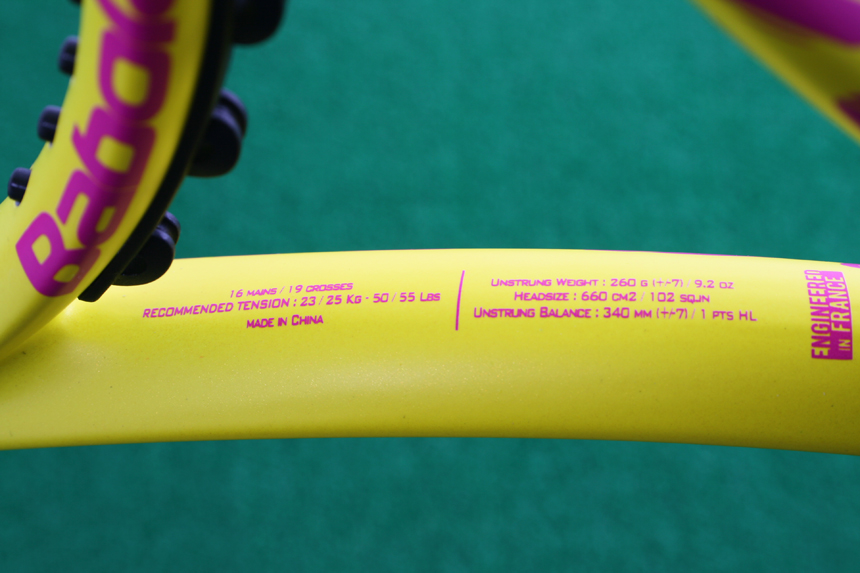 Babola
16 MAINS / 19 CROSSES
RECOMMENDED TENSION : 23 / 25 KG - 50 / 55 LBS
MADE IN CHINA
UNSTRUNG WEIGHT : 260 G (+/-7) / 9.2 OZ
HEADSIZE : 660 CM2 / 102 SQ.IN
UNSTRUNG BALANCE : 340 MM (+/-7) / 1 PTS HL
ENGINEERED
IN FRANCE